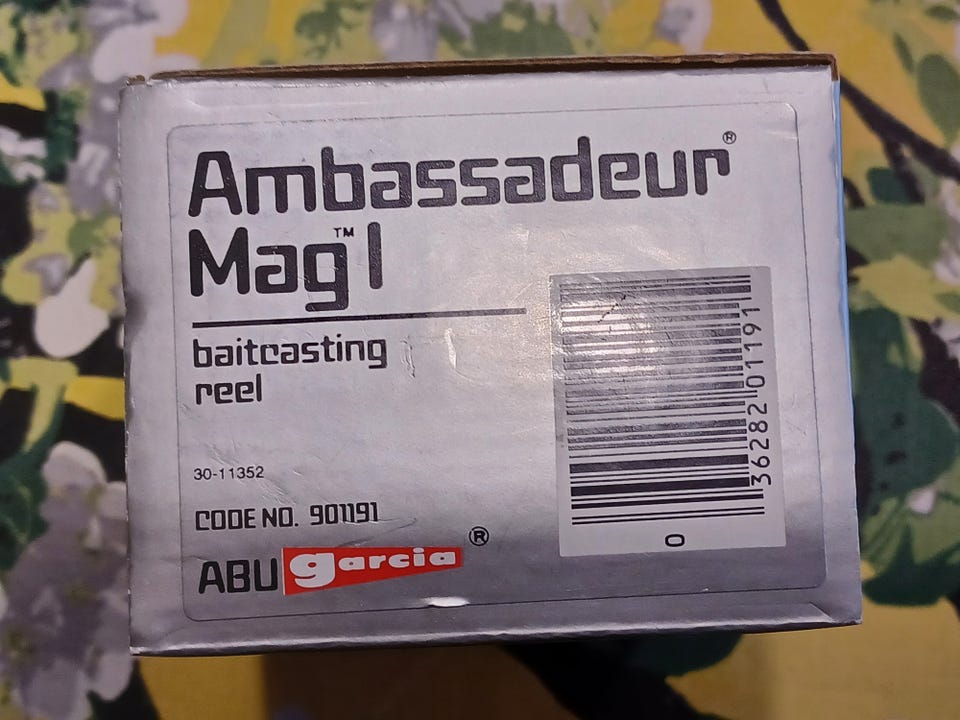 Ambassadeur®
Mag™ I
baitcasting
reel
30-11352
CODE NO. 901191
ABU garcia ®
0 36282 01191